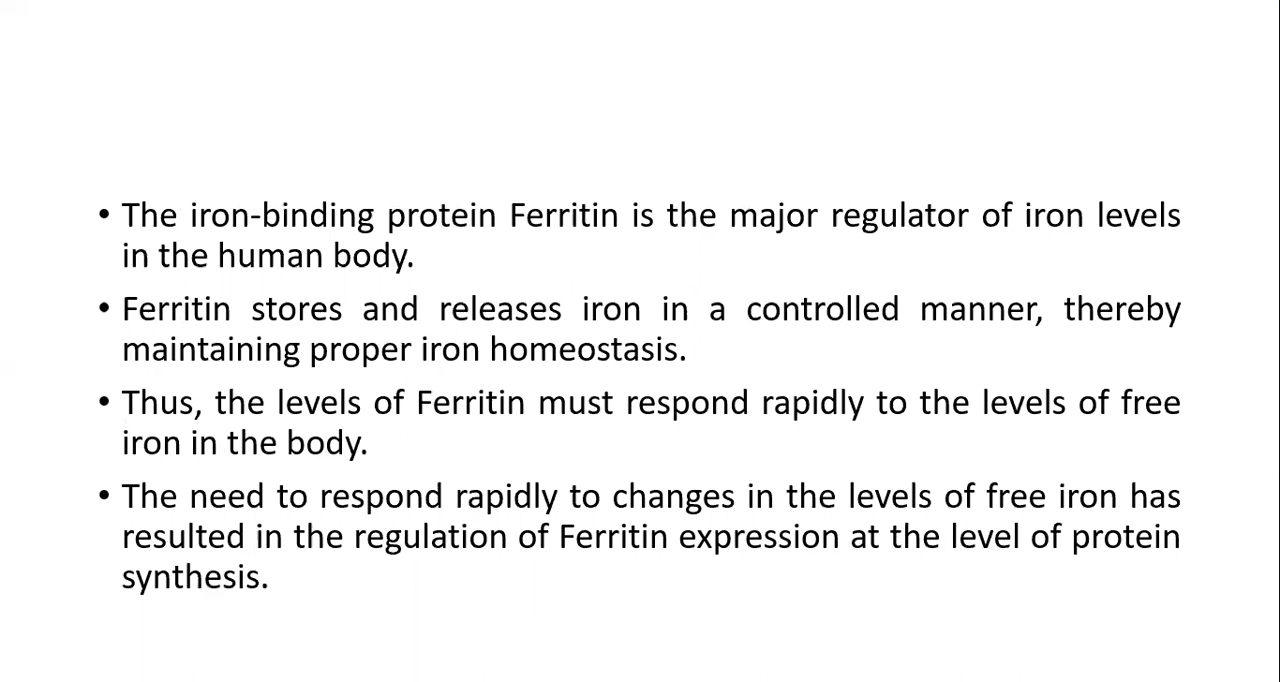 • The iron-binding protein Ferritin is the major regulator of iron levels
in the human body.
• Ferritin stores and releases iron in a controlled manner, thereby
maintaining proper iron homeostasis.
• Thus, the levels of Ferritin must respond rapidly to the levels of free
iron in the body.
• The need to respond rapidly to changes in the levels of free iron has
resulted in the regulation of Ferritin expression at the level of protein
synthesis.